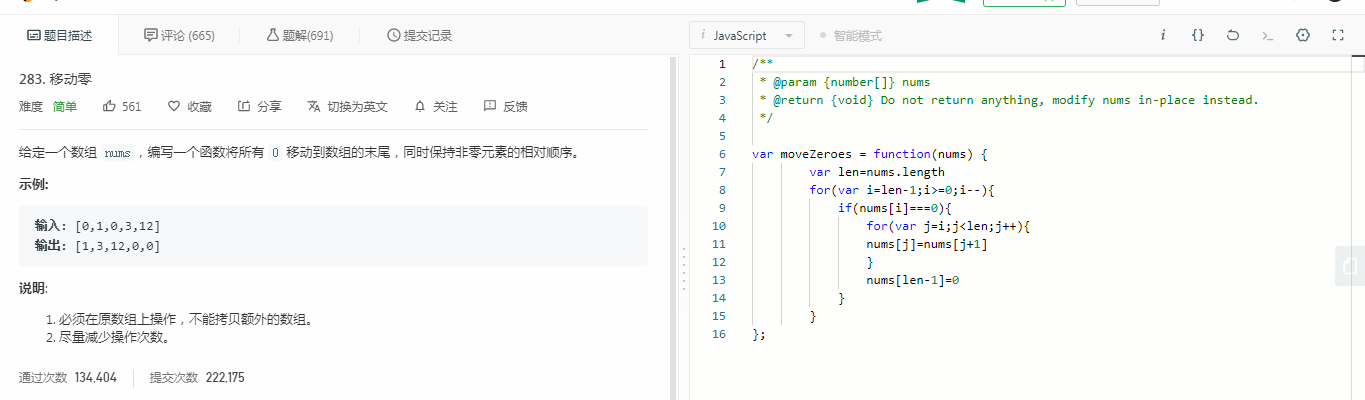 题目描述
评论 (665)
题解(691)
提交记录
283. 移动零
难度 简单 561 收藏 分享 切换为英文 关注 反馈
给定一个数组 nums ，编写一个函数将所有 0 移动到数组的末尾，同时保持非零元素的相对顺序。
示例:
输入: [0,1,0,3,12]
输出: [1,3,12,0,0]
说明:
1. 必须在原数组上操作，不能拷贝额外的数组。
2. 尽量减少操作次数。
通过次数 134,404 提交次数 222,175
i JavaScript 智能模式 i {}
1 /**
2 * @param {number[]} nums
3 * @return {void} Do not return anything, modify nums in-place instead.
4 */
5
6 var moveZeroes = function(nums) {
7 var len=nums.length
8 for(var i=len-1;i>=0;i--){
9 if(nums[i]===0){
10 for(var j=i;j<len;j++){
11 nums[j]=nums[j+1]
12 }
13 nums[len-1]=0
14 }
15 }
16 };